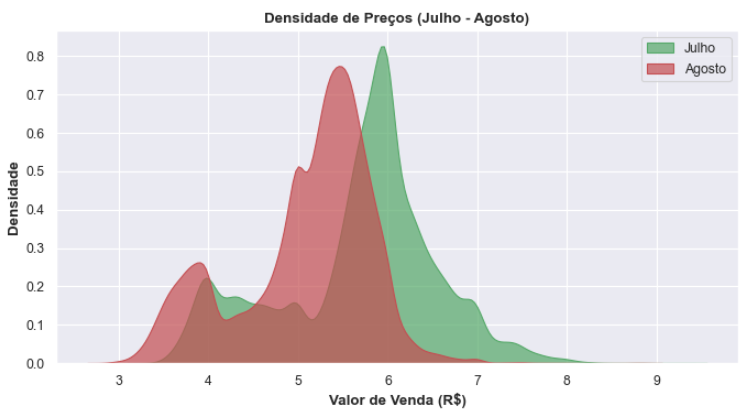 Densidade de Preços (Julho - Agosto)
Julho
Agosto
Densidade
0.8
0.7
0.6
0.5
0.4
0.3
0.2
0.1
0.0
3 4 5 6 7 8 9
Valor de Venda (R$)